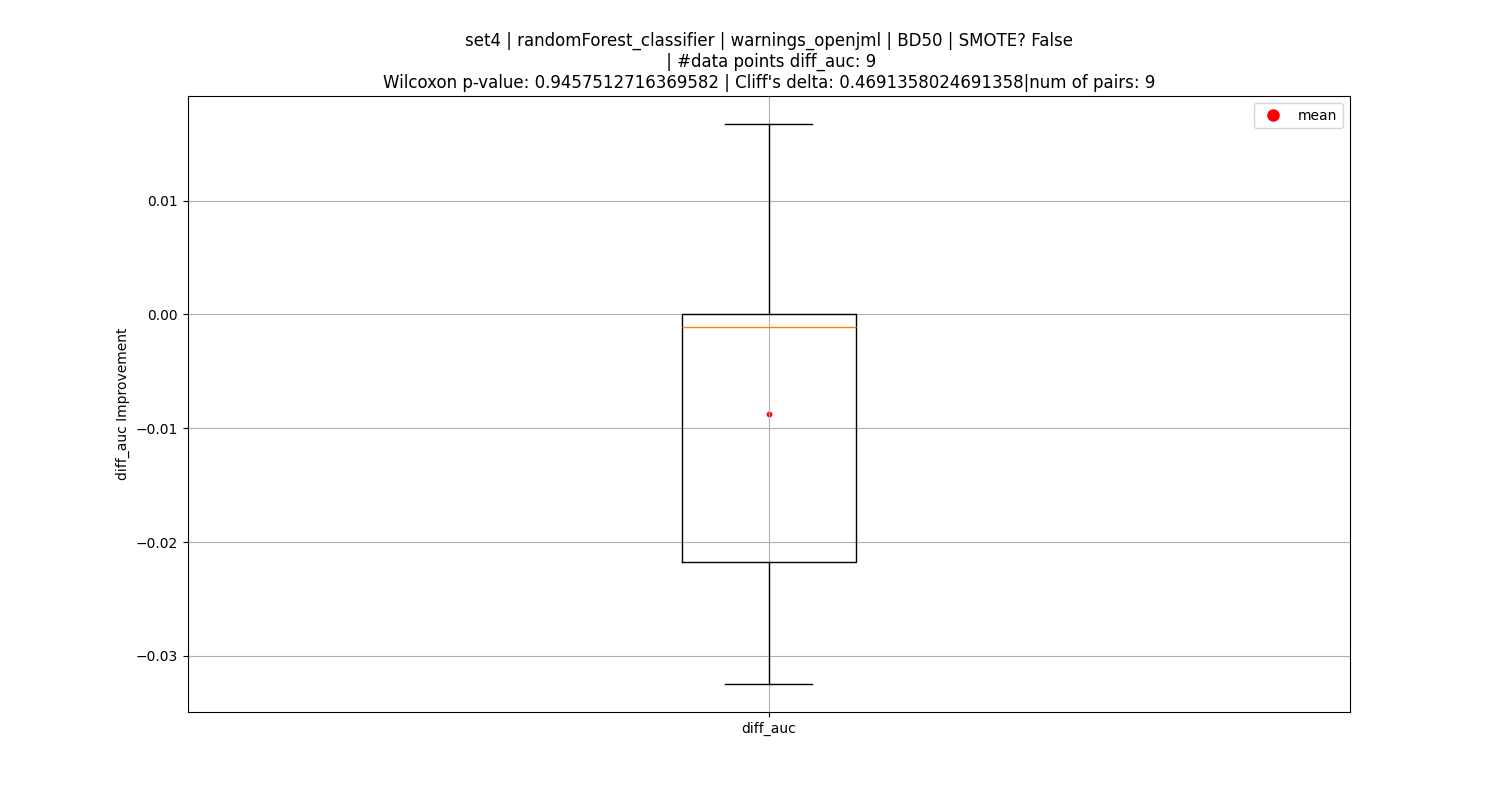 set4 | randomForest_classifier | warnings_openjml | BD50 | SMOTE? False
| #data points diff_auc: 9
Wilcoxon p-value: 0.9457512716369582 | Cliff's delta: 0.4691358024691358|num of pairs: 9
mean
0.01
0.00
−0.01
−0.02
−0.03
diff_auc Improvement
diff_auc